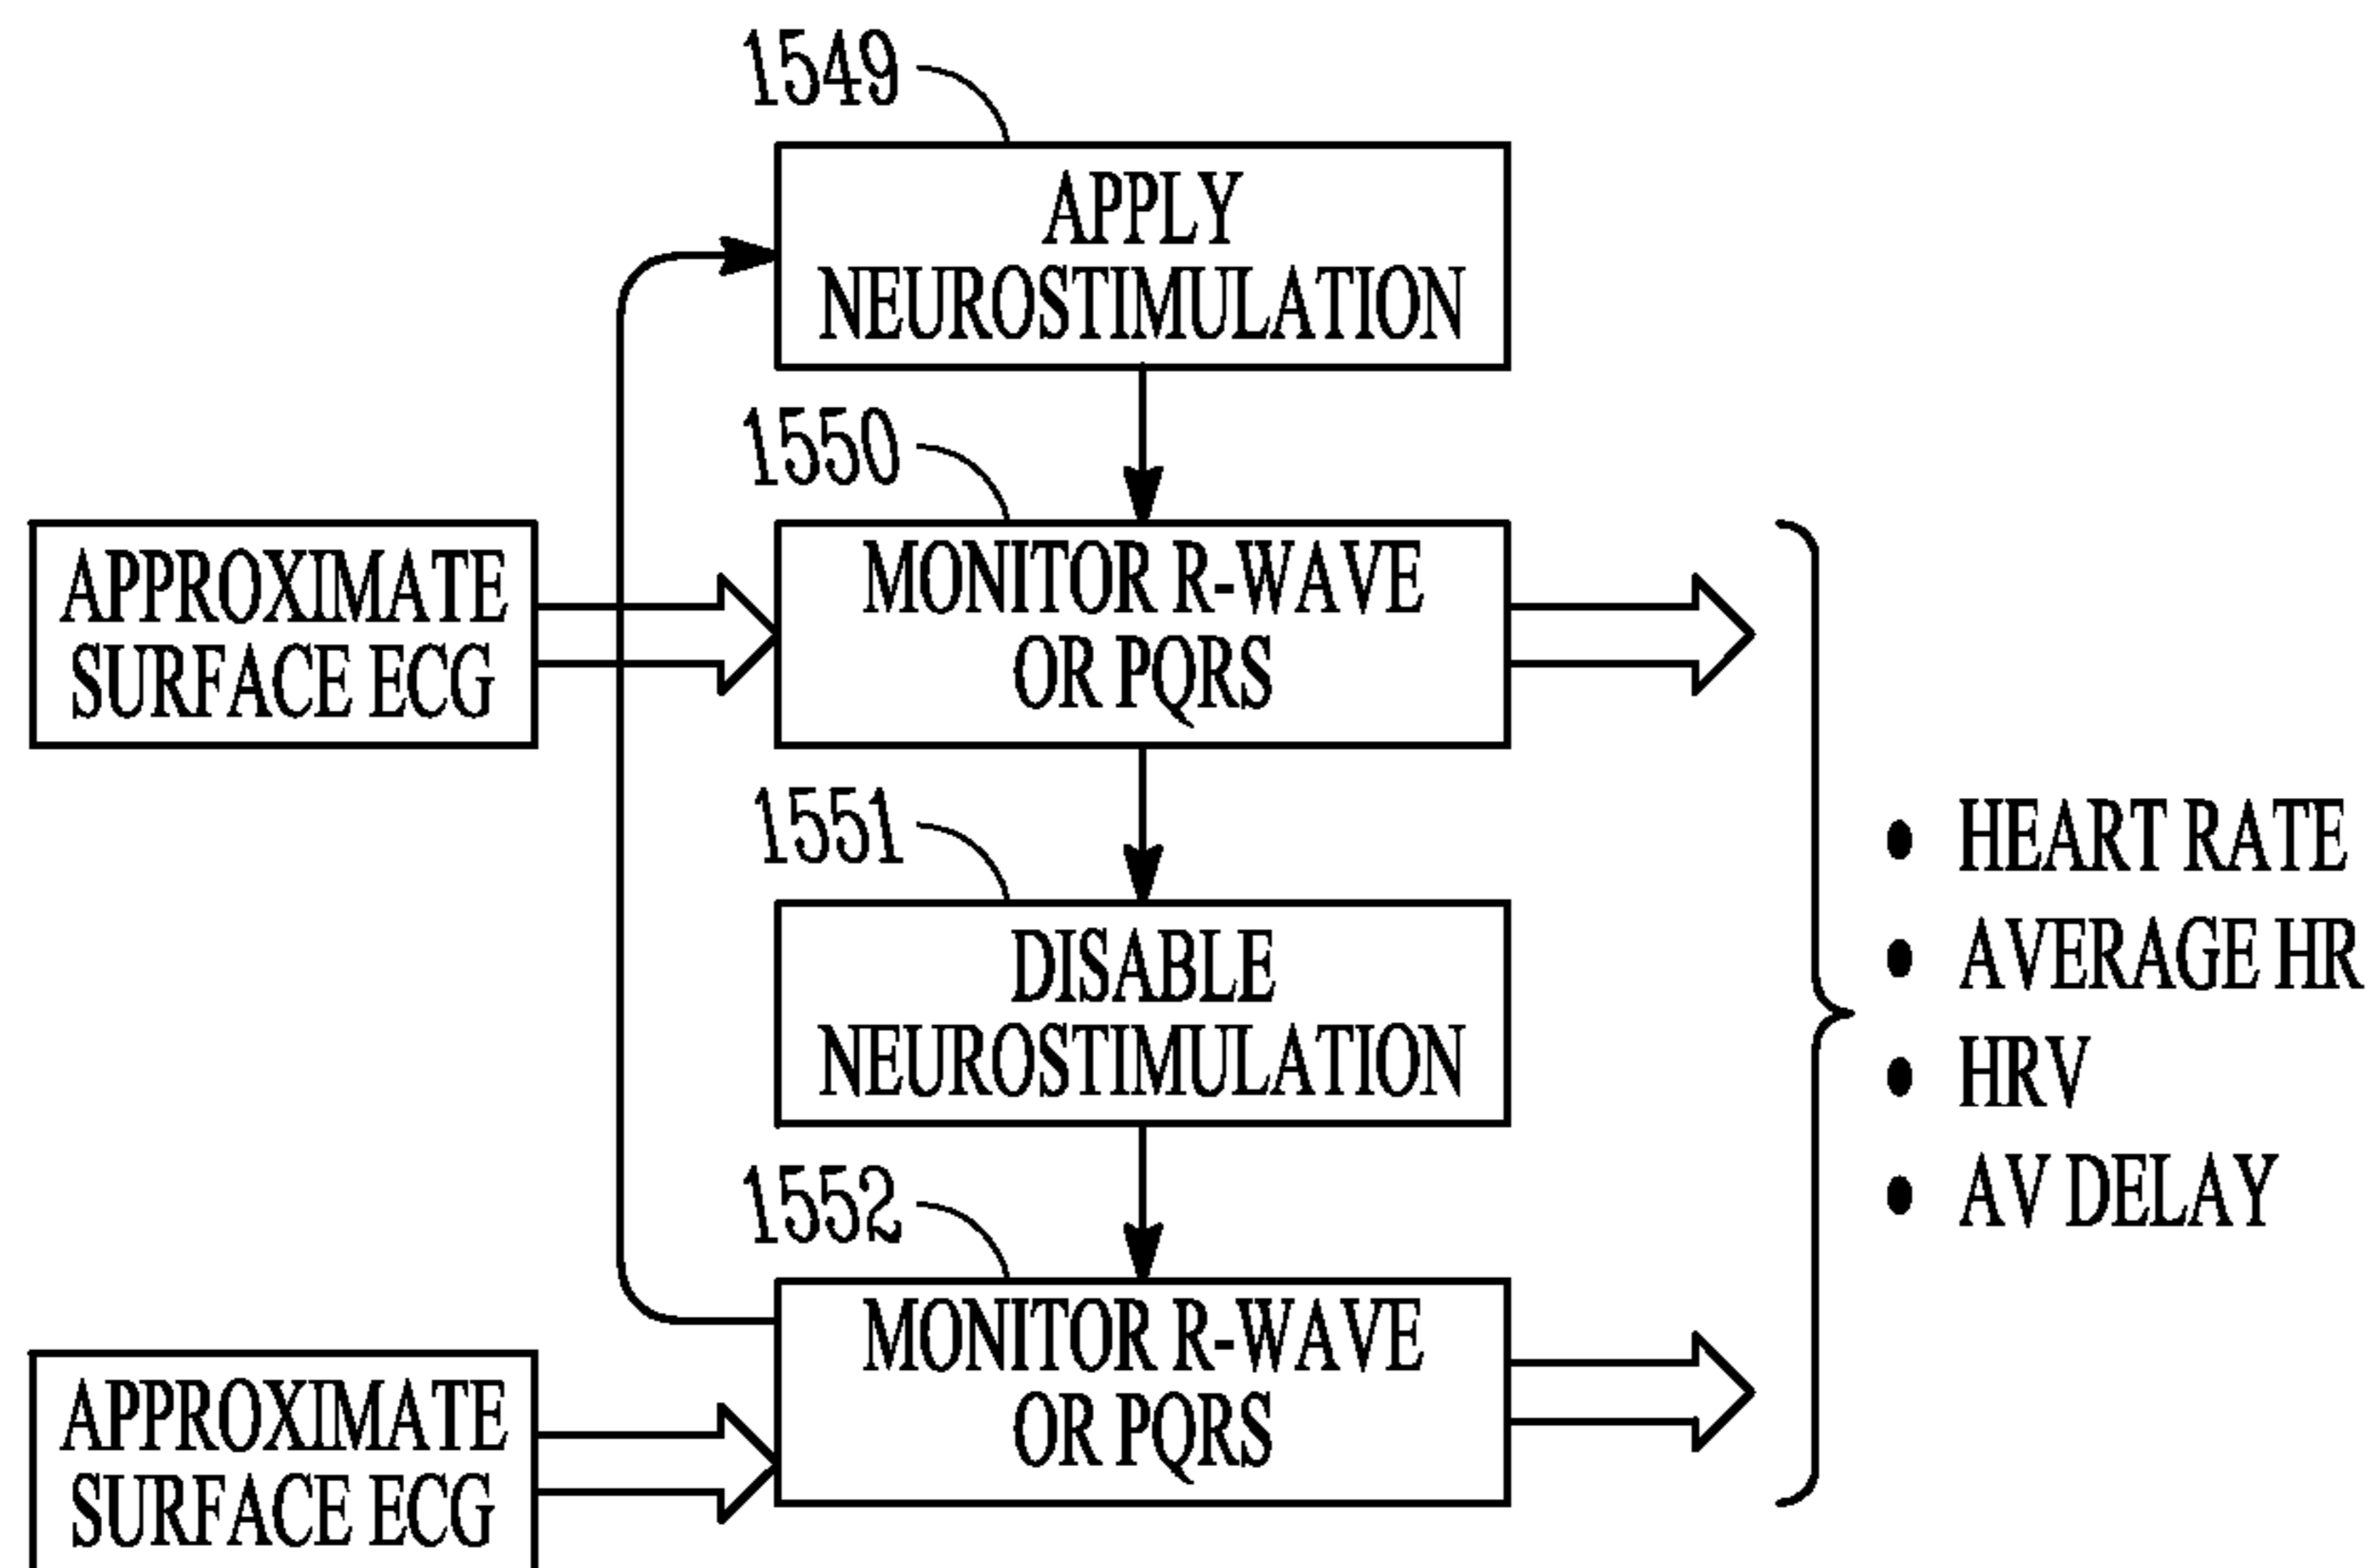 1549
APPLY
NEUROSTIMULATION
1550
APPROXIMATE
SURFACE ECG
MONITOR R-WAVE
OR PQRS
1551
DISABLE
NEUROSTIMULATION
1552
APPROXIMATE
SURFACE ECG
MONITOR R-WAVE
OR PQRS
• HEART RATE
• AVERAGE HR
• HRV
• AV DELAY